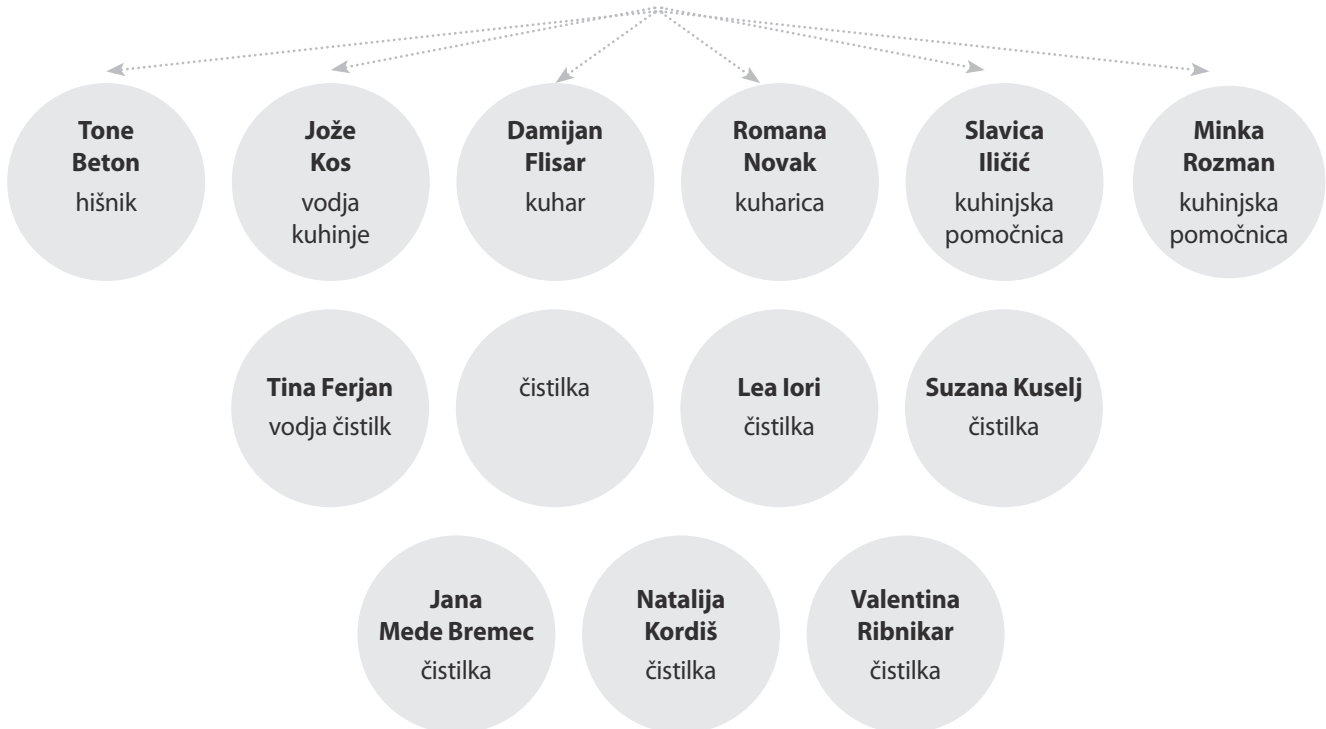 Tone
Beton
hišnik
Jože
Kos
vodja
kuhinje
Damijan
Flisar
kuhar
Romana
Novak
kuharica
Slavica
Iličić
kuhinjska
pomočnica
Minka
Rozman
kuhinjska
pomočnica
Tina Ferjan
vodja čistilk
čistilka
Lea Iori
čistilka
Suzana Kuselj
čistilka
Jana
Mede Bremec
čistilka
Natalija
Kordiš
čistilka
Valentina
Ribnikar
čistilka